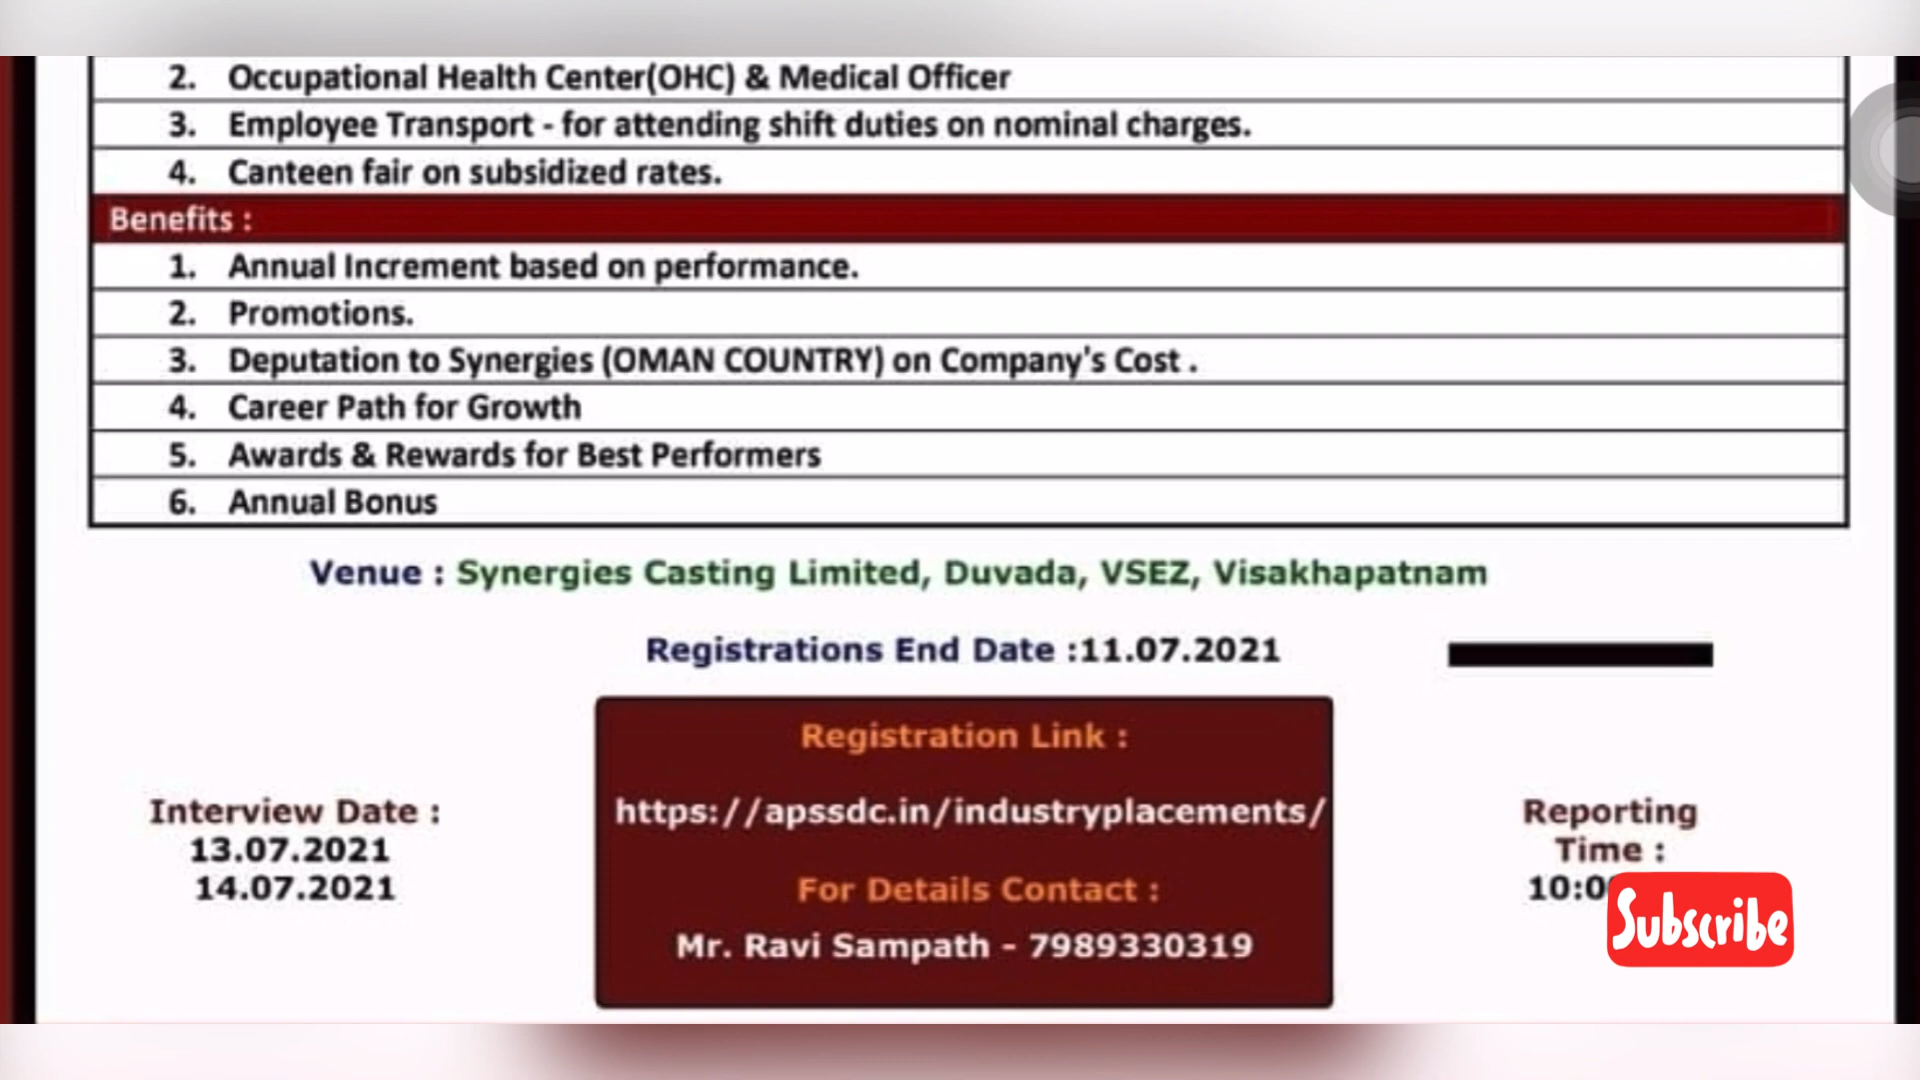 2. Occupational Health Center(OHC) & Medical Officer
3. Employee Transport - for attending shift duties on nominal charges.
4. Canteen fair on subsidized rates.
Benefits :
1. Annual Increment based on performance.
2. Promotions.
3. Deputation to Synergies (OMAN COUNTRY) on Company's Cost .
4. Career Path for Growth
5. Awards & Rewards for Best Performers
6. Annual Bonus
Venue : Synergies Casting Limited, Duvada, VSEZ, Visakhapatnam
Registrations End Date :11.07.2021
Interview Date :
13.07.2021
14.07.2021
Registration Link :
https://apssdc.in/industryplacements/
For Details Contact :
Mr. Ravi Sampath - 7989330319
Reporting
Time :
Subscribe